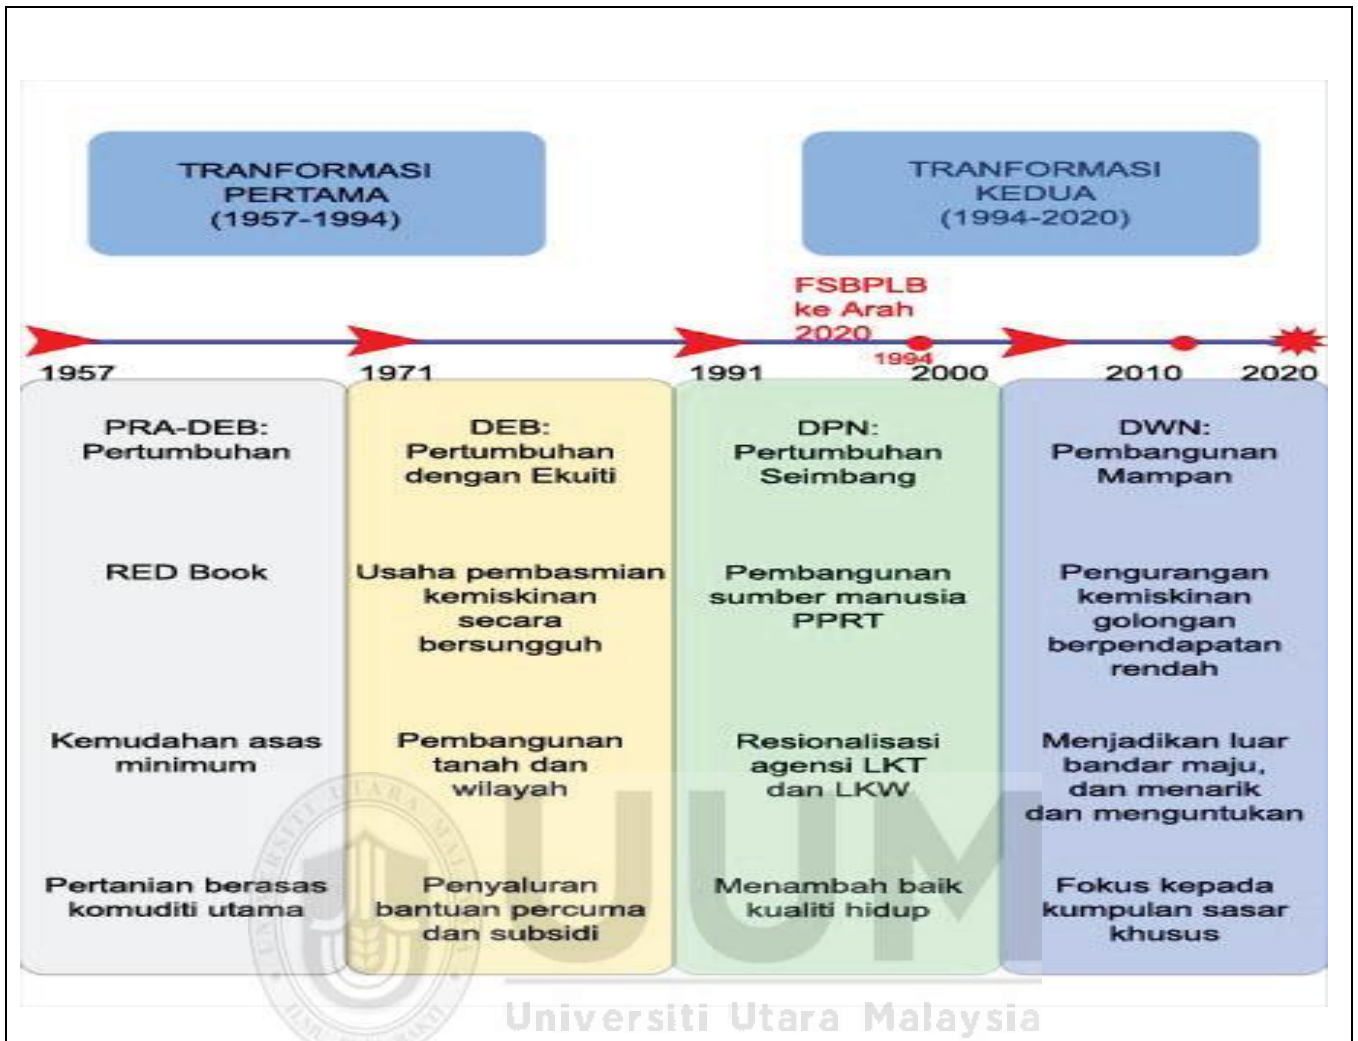 TRANFORMASI
PERTAMA
(1957-1994)
TRANFORMASI
KEDUA
(1994-2020)
FSBPLB
ke Arah
2020
1994
1957
1971
1991
2000
2010
2020
PRA-DEB:
Pertumbuhan
RED Book
Kemudahan asas
minimum
Pertanian berasas
komuditi utama
DEB:
Pertumbuhan
dengan Ekuiti
Usaha pembasmian
kemiskinan
secara
bersungguh
Pembangunan
tanah dan
wilayah
Penyaluran
bantuan percuma
dan subsidi
DPN:
Pertumbuhan
Seimbang
Pembangunan
sumber manusia
PPRT
Resionalisasi
agensi LKT
dan LKW
Menambah baik
kualiti hidup
DWN:
Pembangunan
Mampan
Pengurangan
kemiskinan
golongan
berpendapatan
rendah
Menjadikan luar
bandar maju,
dan menarik
dan menguntukan
Fokus kepada
kumpulan sasar
khusus
UUM
Universiti Utara Malaysia